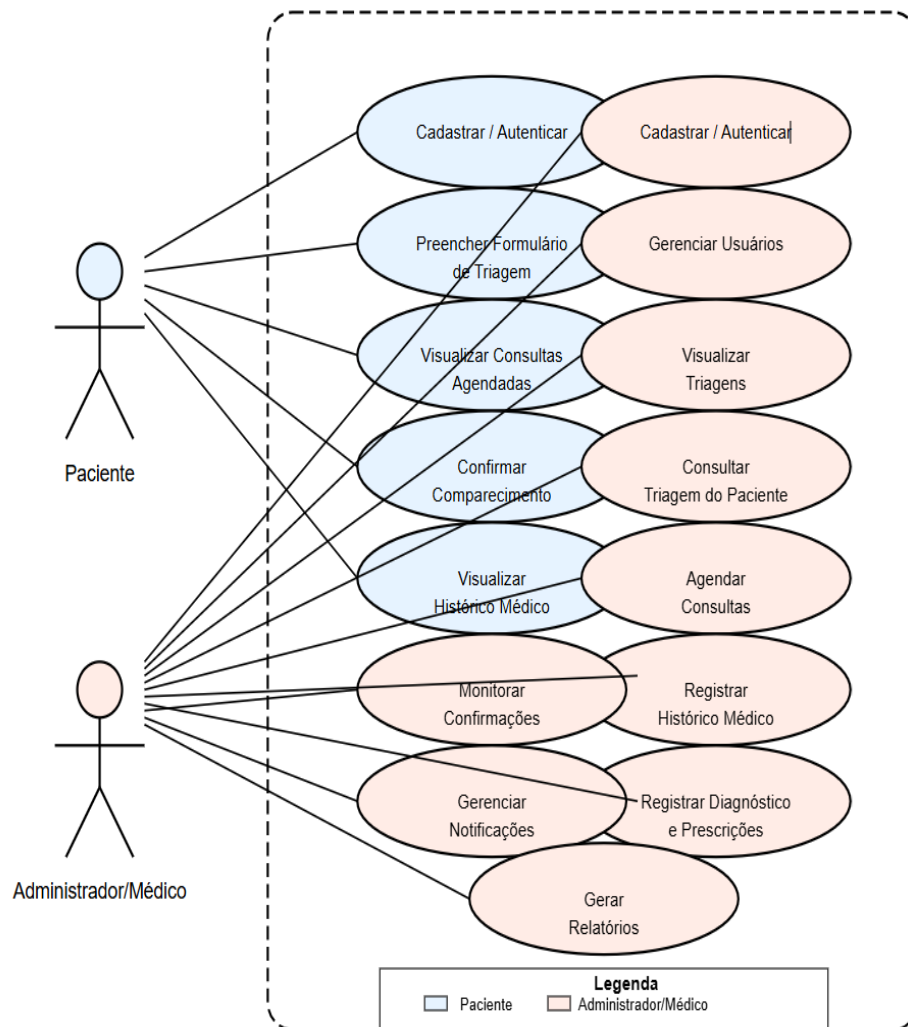 Cadastrar / Autenticar
Cadastrar / Autenticar
Preencher Formulário
de Triagem
Gerenciar Usuários
Visualizar Consultas
Agendadas
Visualizar
Triagens
Paciente
Confirmar
Comparecimento
Consultar
Triagem do Paciente
Visualizar
Histórico Médico
Agendar
Consultas
Monitorar
Confirmações
Registrar
Histórico Médico
Gerenciar
Notificações
Registrar Diagnóstico
e Prescrições
Administrador/Médico
Gerar
Relatórios
Legenda
Paciente
Administrador/Médico